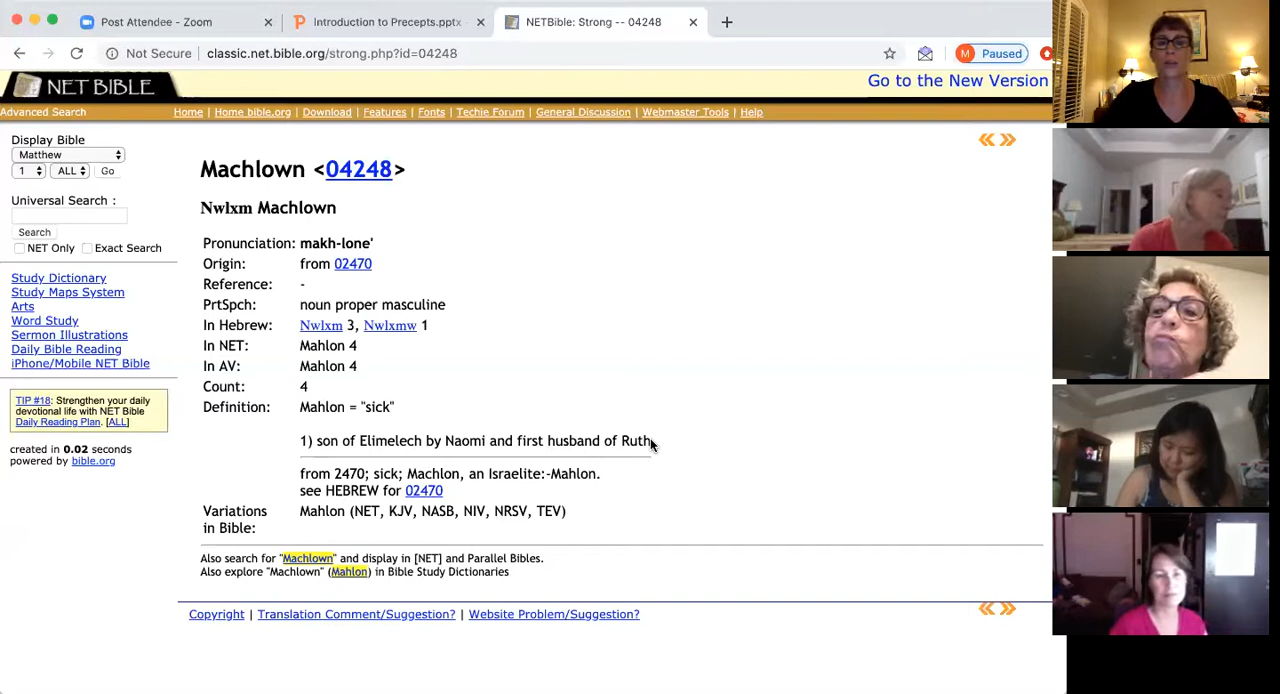 Post Attendee - Zoom
Introduction to Precepts.pptx -
NETBible: Strong -- 04248
Not Secure | classic.net.bible.org/strong.php?id=04248
M Paused
NET BIBLE
Go to the New Version
Advanced Search
Home | Home bible.org | Download | Features | Fonts | Techie Forum | General Discussion | Webmaster Tools | Help
Display Bible
Matthew
1 ALL Go
Universal Search :
Search
NET Only Exact Search
Study Dictionary
Study Maps System
Arts
Word Study
Sermon Illustrations
Daily Bible Reading
iPhone/Mobile NET Bible
TIP #18: Strengthen your daily
devotional life with NET Bible
Daily Reading Plan. [ALL]
created in 0.02 seconds
powered by bible.org
Machlown <04248>
Nwlxm Machlown
Pronunciation: makh-lone'
Origin: from 02470
Reference: -
PrtSpch: noun proper masculine
In Hebrew: Nwlxm 3, Nwlxmw 1
In NET: Mahlon 4
In AV: Mahlon 4
Count: 4
Definition: Mahlon = "sick"
1) son of Elimelech by Naomi and first husband of Ruth
from 2470; sick; Machlon, an Israelite:-Mahlon.
see HEBREW for 02470
Variations in Bible: Mahlon (NET, KJV, NASB, NIV, NRSV, TEV)
Also search for "Machlown" and display in [NET] and Parallel Bibles.
Also explore "Machlown" (Mahlon) in Bible Study Dictionaries
Copyright | Translation Comment/Suggestion? | Website Problem/Suggestion?